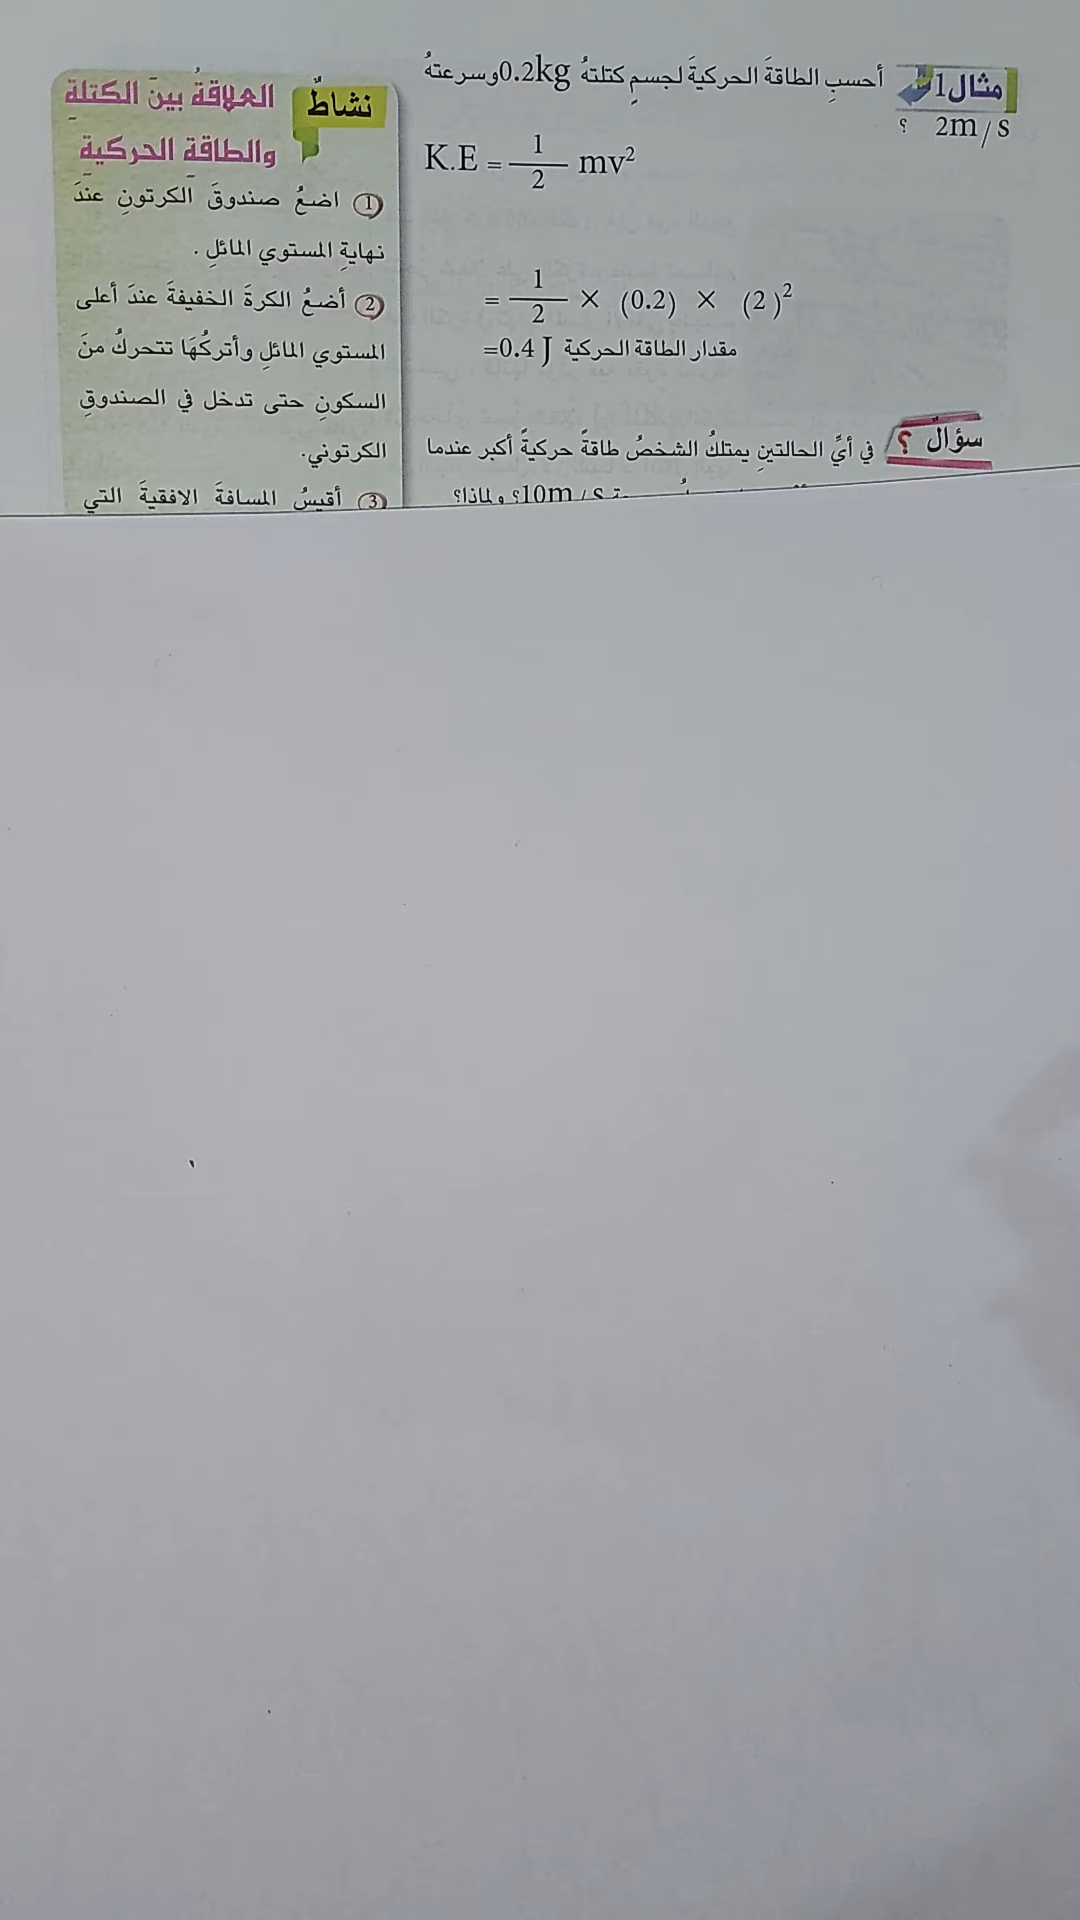 مثال1 أحسبِ الطاقةَ الحركيةَ لجسمٍ كتلتهُ 0.2kg وسرعتهُ
2m/s ؟
K.E = 1/2 mv²
= 1/2 × (0.2) × (2)²
مقدار الطاقة الحركية =0.4 J
سؤالٌ ؟ في أيِّ الحالتينِ يمتلكُ الشخصُ طاقةً حركيةً أكبر عندما
10m/s؟ ولماذا؟
نشاطٌ
العلاقةُ بينَ الكتلةِ
والطاقةِ الحركيةِ
① اضعُ صندوقَ الكرتونِ عندَ
نهايةِ المستوي المائلِ .
② أضعُ الكرةَ الخفيفةَ عندَ أعلى
المستوي المائلِ وأتركُهَا تتحركُ منَ
السكونِ حتى تدخل في الصندوقِ
الكرتوني.
③ أقيسُ المسافةَ الافقيةَ التي